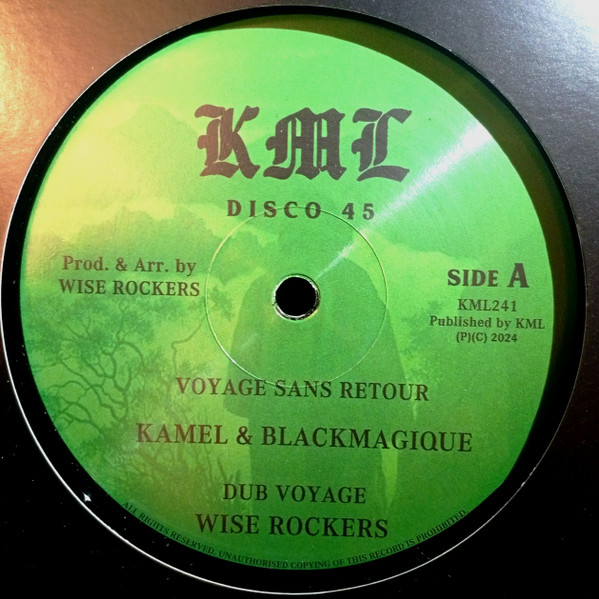 KML
DISCO 45
Prod. & Arr. by
WISE ROCKERS
SIDE A
KML241
Published by KML
(P)(C) 2024
VOYAGE SANS RETOUR
KAMEL & BLACKMAGIQUE
DUB VOYAGE
WISE ROCKERS
ALL RIGHTS RESERVED, UNAUTHORISED COPYING OF THIS RECORD IS PROHIBITED.